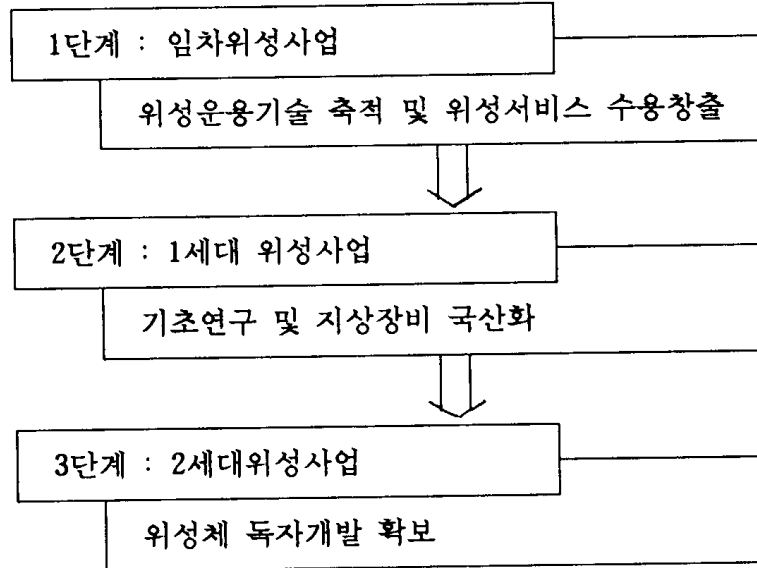 1단계 : 임차위성사업
위성운용기술 축적 및 위성서비스 수용창출
2단계 : 1세대 위성사업
기초연구 및 지상장비 국산화
3단계 : 2세대위성사업
위성체 독자개발 확보